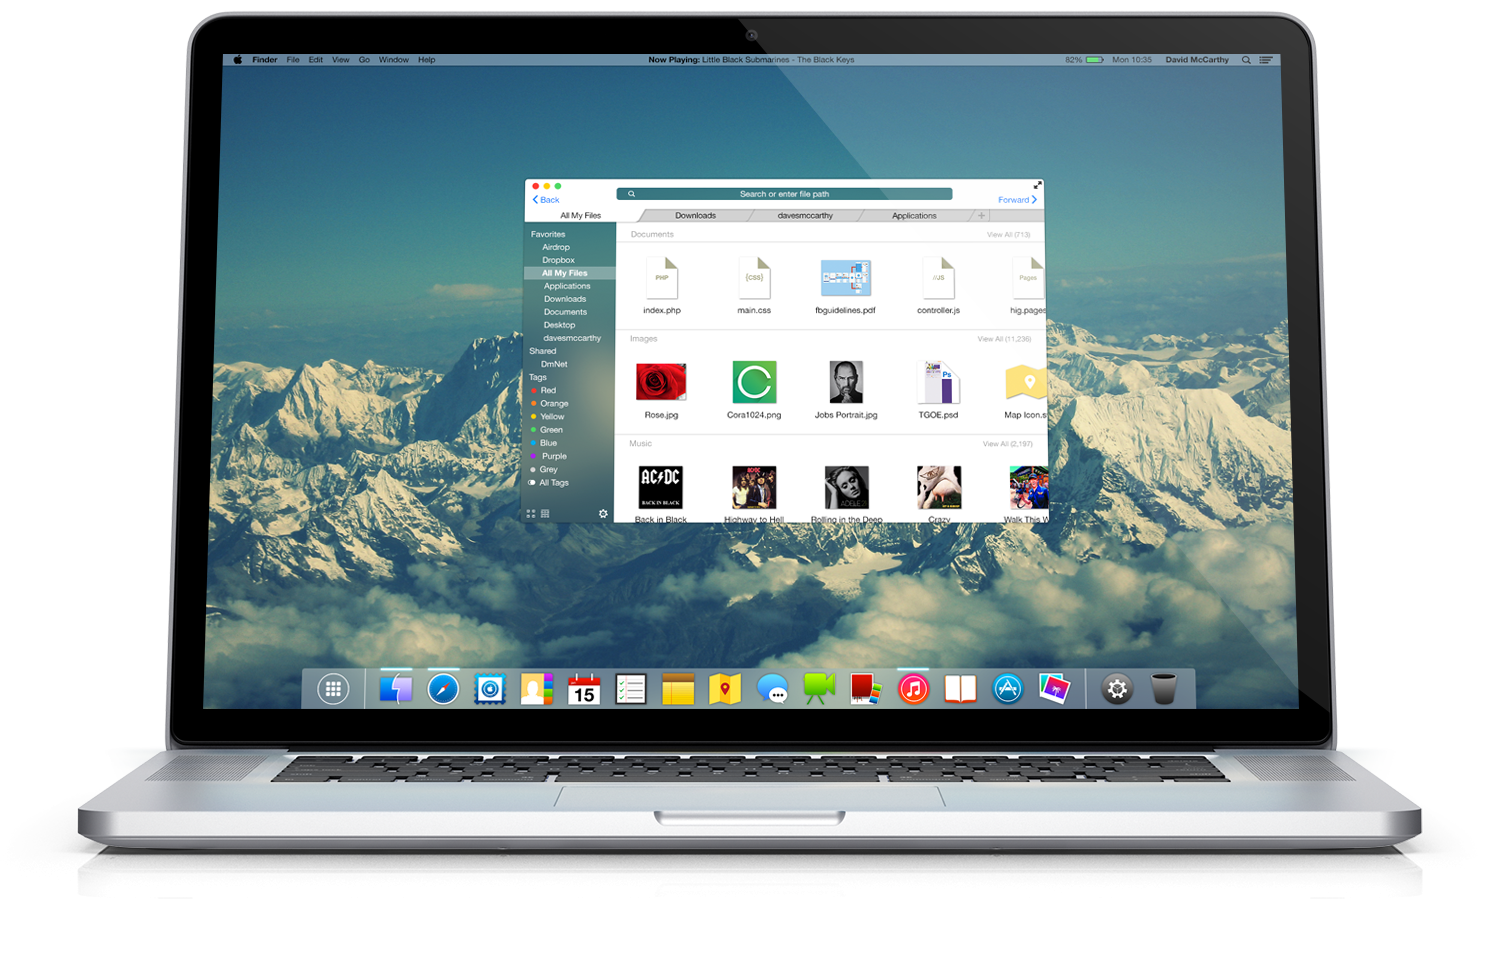 Finder File Edit View Go Window Help
Now Playing: Little Black Submarines - The Black Keys
82% Mon 10:35 David McCarthy
Search or enter file path
Back
Forward
All My Files Downloads davesmccarthy Applications +
Favorites
Airdrop
Dropbox
All My Files
Applications
Downloads
Documents
Desktop
davesmccarthy
Shared
DmNet
Tags
Red
Orange
Yellow
Green
Blue
Purple
Grey
All Tags
Documents View All (713)
PHP {CSS} //JS Pages
index.php main.css fbguidelines.pdf controller.js hig.pages
Images View All (11,236)
Ps
Rose.jpg Cora1024.png Jobs Portrait.jpg TGOE.psd Map Icon.s
Music View All (2,197)
AC DC
BACK IN BLACK
ADELE 21
Back in Black Highway to Hell Rolling in the Deep Crazy Walk This W
15